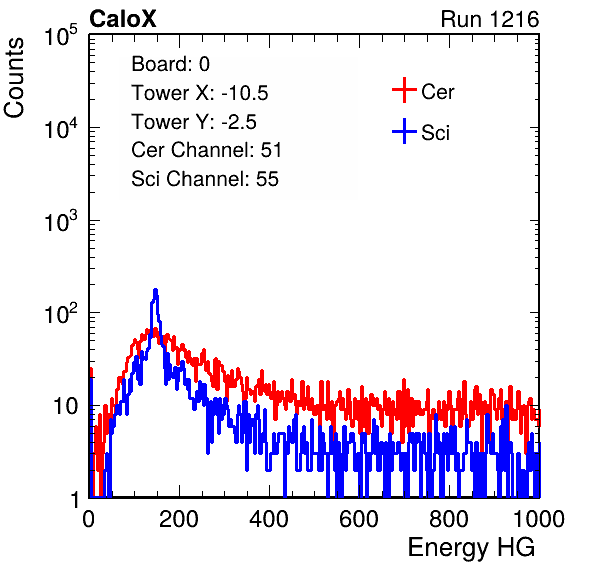 CaloX Run 1216
Counts
Board: 0
Tower X: -10.5
Tower Y: -2.5
Cer Channel: 51
Sci Channel: 55
Cer
Sci
10^5
10^4
10^3
10^2
10
1
0 200 400 600 800 1000
Energy HG